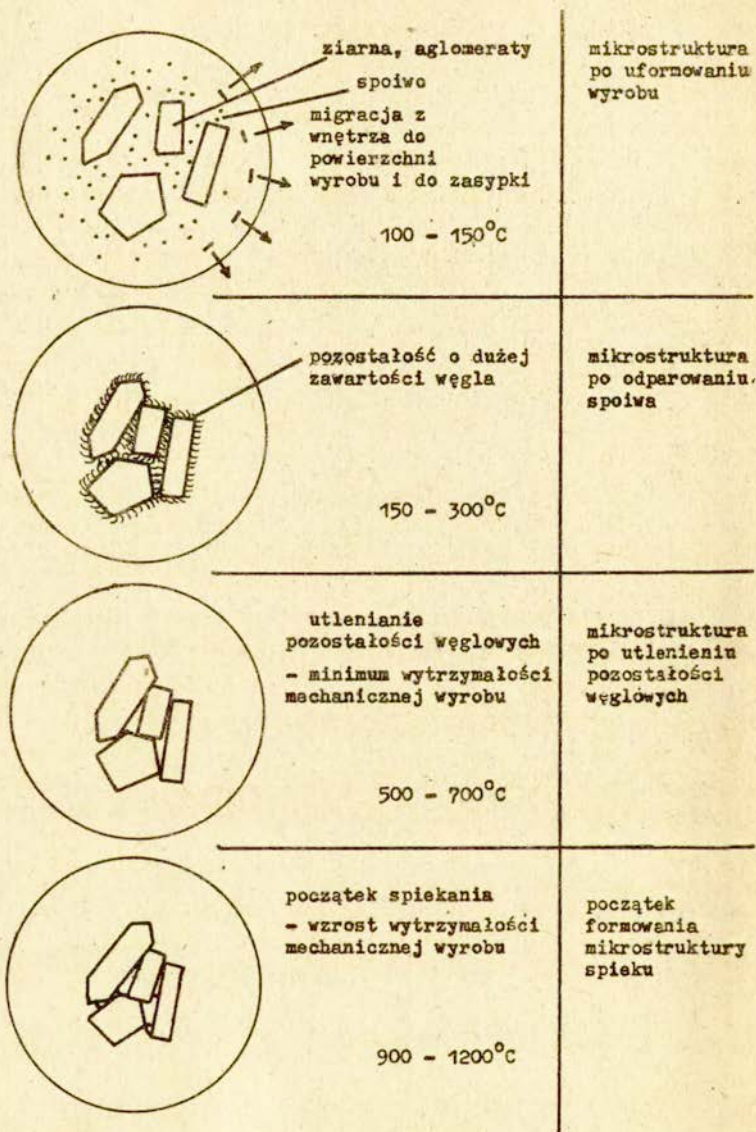 ziarna, aglomeraty
spoiwo
migracja z
wnętrza do
powierzchni
wyrobu i do zasypki
100 - 150°C
mikrostruktura
po uformowaniu
wyrobu
pozostałość o dużej
zawartości węgla
150 - 300°C
mikrostruktura
po odparowaniu
spoiwa
utlenianie
pozostałości węglowych
- minimum wytrzymałości
mechanicznej wyrobu
500 - 700°C
mikrostruktura
po utlenieniu
pozostałości
węglowych
początek spiekania
- wzrost wytrzymałości
mechanicznej wyrobu
900 - 1200°C
początek
formowania
mikrostruktury
spieku